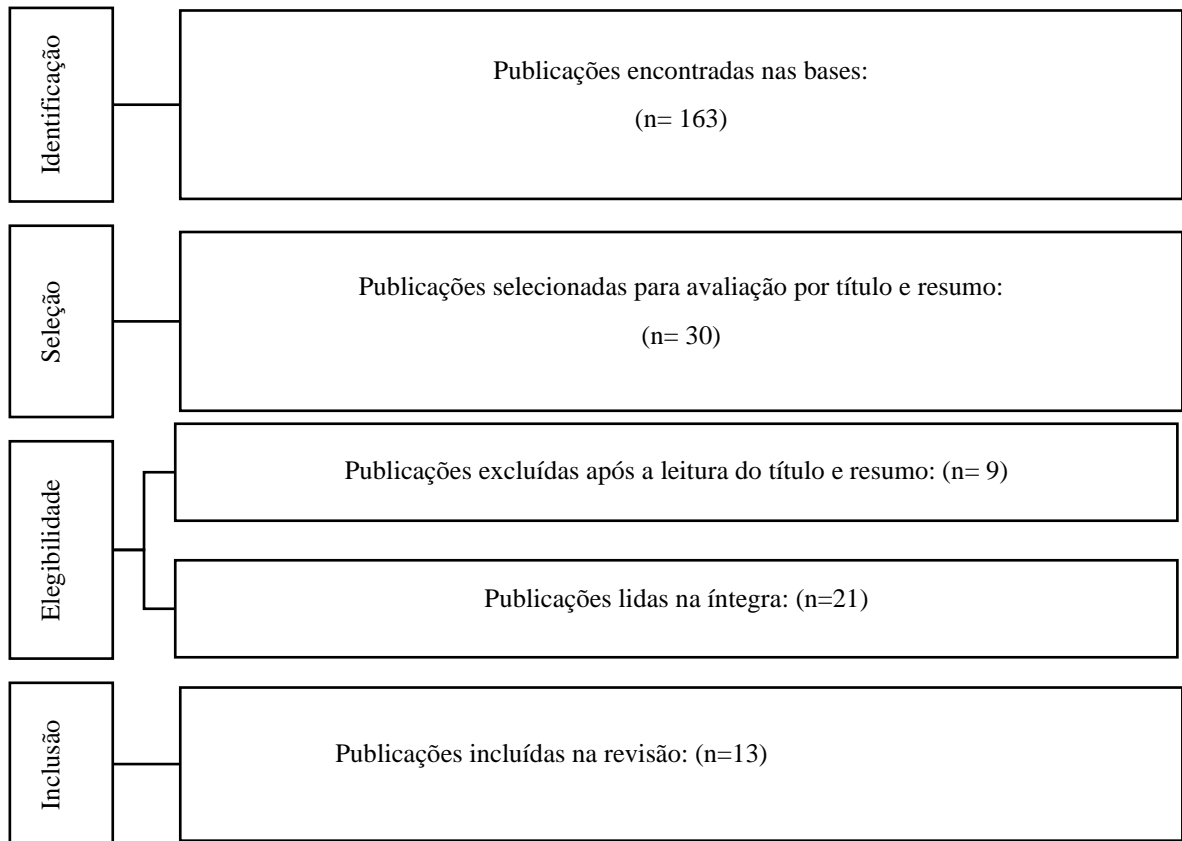 Identificação
Publicações encontradas nas bases:
(n= 163)
Seleção
Publicações selecionadas para avaliação por título e resumo:
(n= 30)
Elegibilidade
Publicações excluídas após a leitura do título e resumo: (n= 9)
Publicações lidas na íntegra: (n=21)
Inclusão
Publicações incluídas na revisão: (n=13)